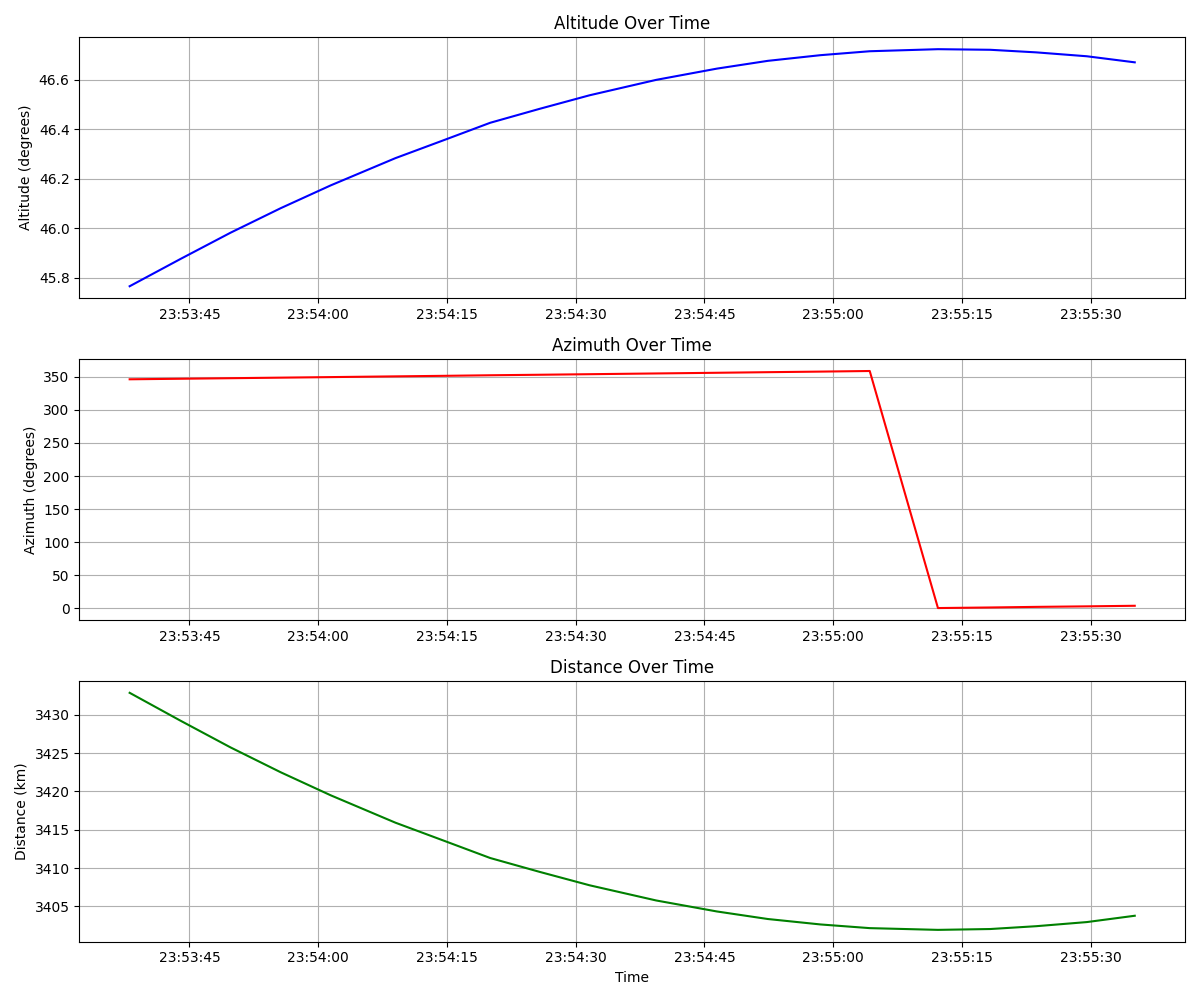 Altitude Over Time
Altitude (degrees)
46.6
46.4
46.2
46.0
45.8
23:53:45 23:54:00 23:54:15 23:54:30 23:54:45 23:55:00 23:55:15 23:55:30
Azimuth Over Time
Azimuth (degrees)
350
300
250
200
150
100
50
0
23:53:45 23:54:00 23:54:15 23:54:30 23:54:45 23:55:00 23:55:15 23:55:30
Distance Over Time
Distance (km)
3430
3425
3420
3415
3410
3405
23:53:45 23:54:00 23:54:15 23:54:30 23:54:45 23:55:00 23:55:15 23:55:30
Time